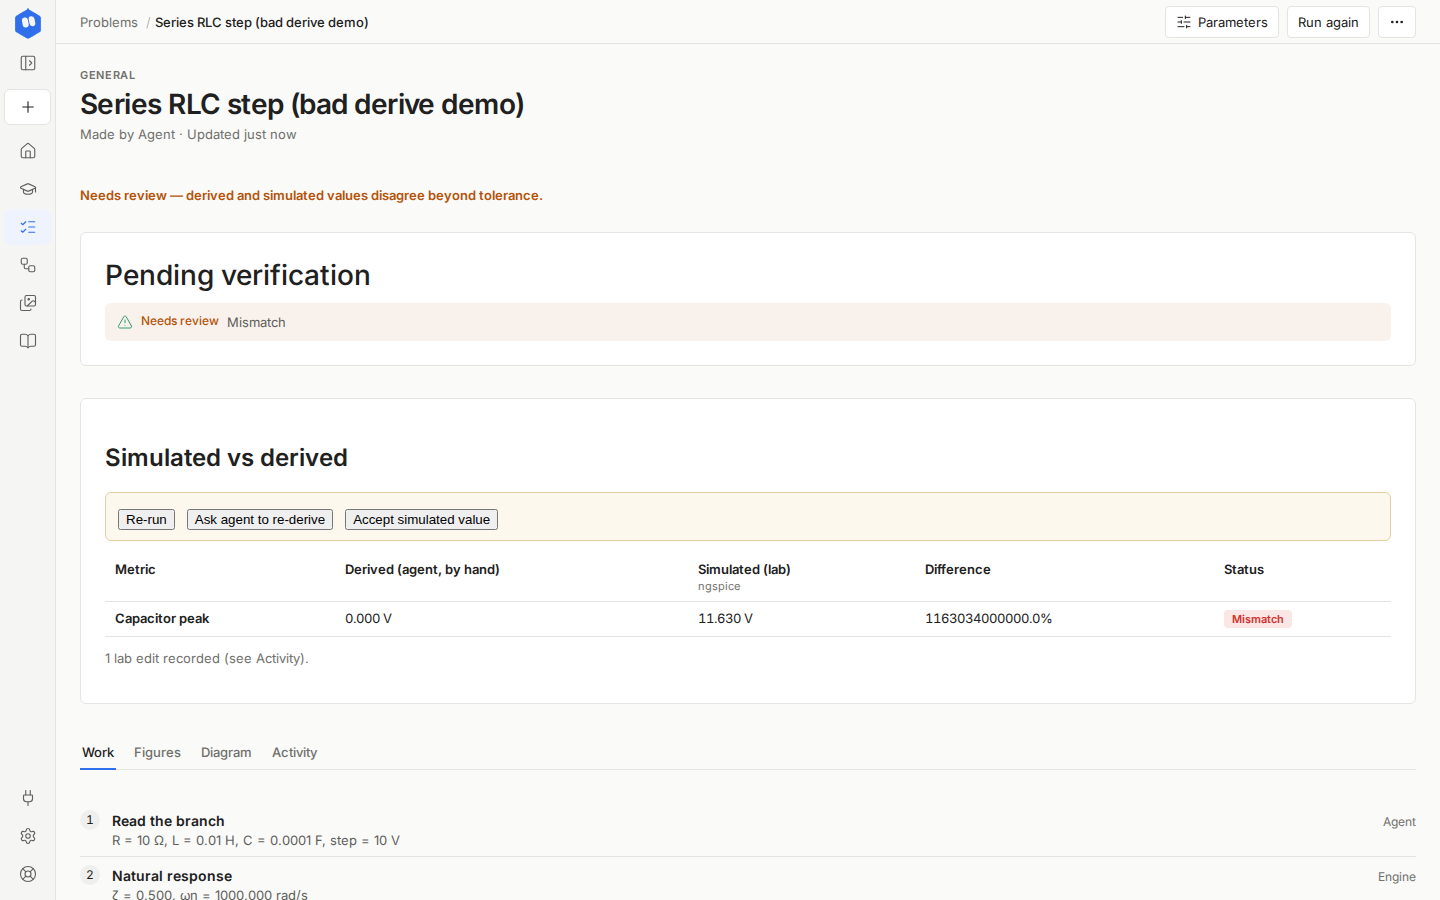 Problems / Series RLC step (bad derive demo)
Parameters
Run again
GENERAL
Series RLC step (bad derive demo)
Made by Agent · Updated just now
Needs review — derived and simulated values disagree beyond tolerance.
Pending verification
Needs review Mismatch
Simulated vs derived
Re-run Ask agent to re-derive Accept simulated value
Metric Derived (agent, by hand) Simulated (lab) Difference Status
ngspice
Capacitor peak 0.000 V 11.630 V 1163034000000.0% Mismatch
1 lab edit recorded (see Activity).
Work Figures Diagram Activity
1 Read the branch Agent
R = 10 Ω, L = 0.01 H, C = 0.0001 F, step = 10 V
2 Natural response Engine
ζ = 0.500, ωn = 1000.000 rad/s